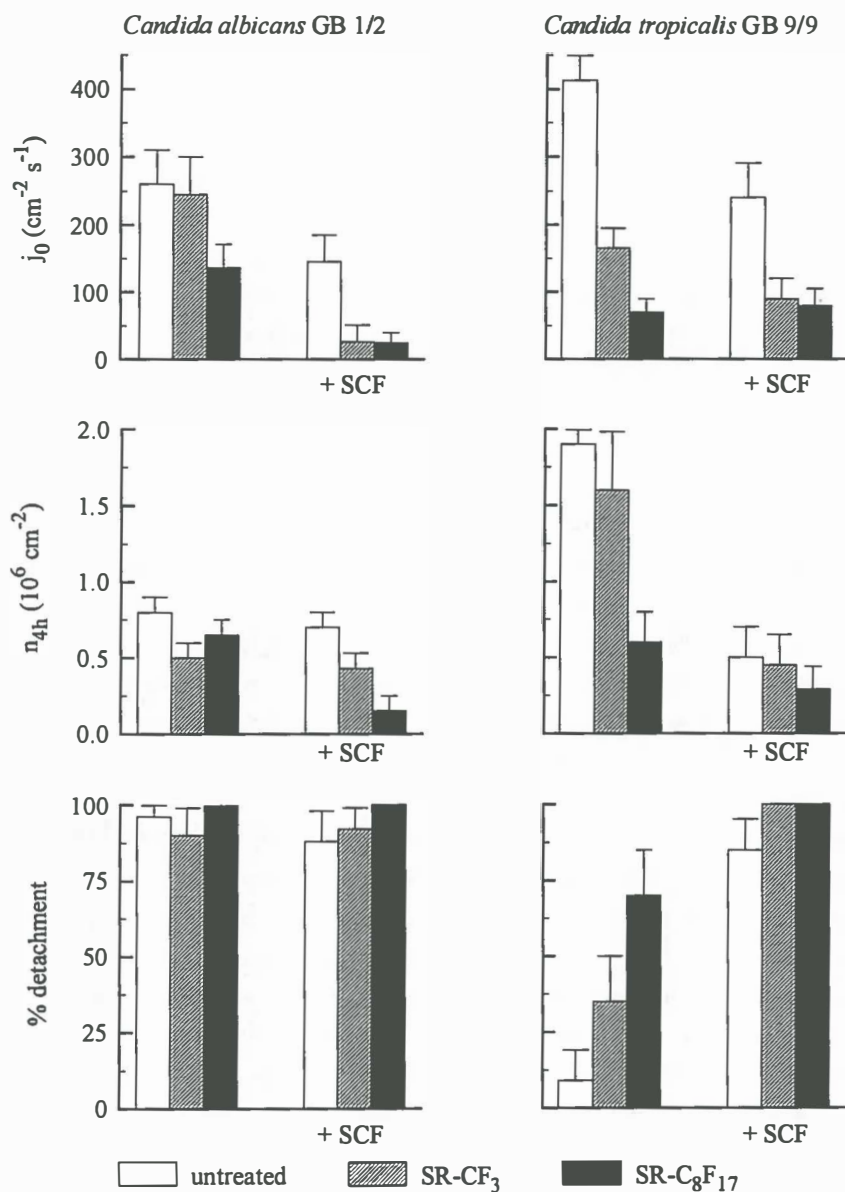 Candida albicans GB 1/2 Candida tropicalis GB 9/9
j0 (cm-2 s-1)
400
300
200
100
0
+ SCF + SCF
n4h (10^6 cm-2)
2.0
1.5
1.0
0.5
0.0
+ SCF + SCF
% detachment
100
75
50
25
0
+ SCF + SCF
untreated SR-CF3 SR-C8F17